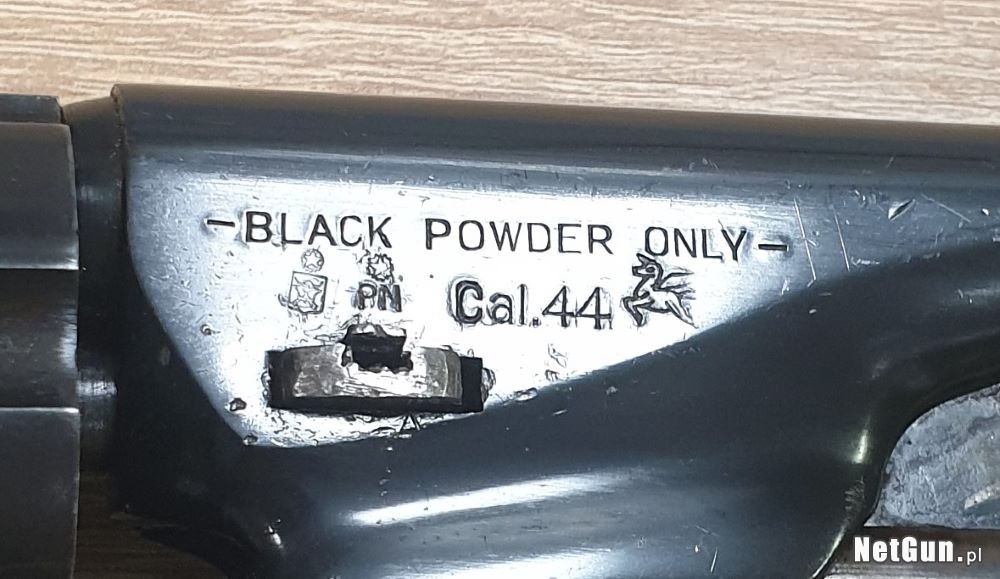 -BLACK POWDER ONLY-
PN Cal.44
NetGun.pl